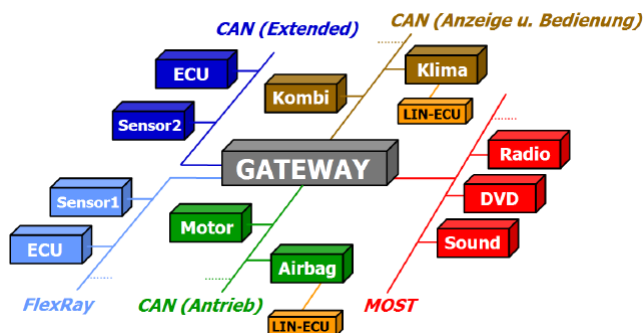 CAN (Extended)
CAN (Anzeige u. Bedienung)
ECU
Klima
Kombi
LIN-ECU
Sensor2
Radio
GATEWAY
DVD
Sensor1
Motor
Sound
ECU
Airbag
FlexRay
CAN (Antrieb)
MOST
LIN-ECU